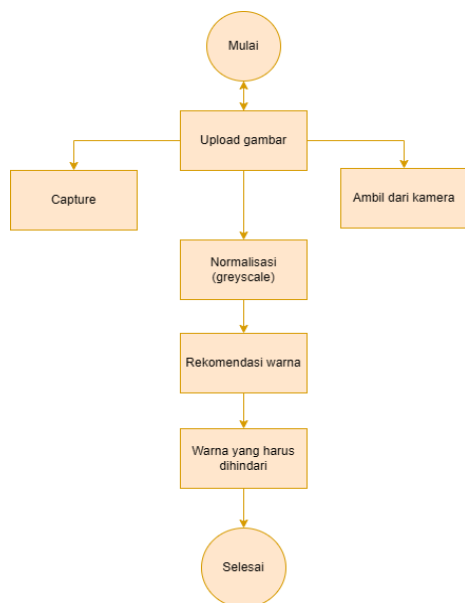 Mulai
Upload gambar
Capture
Ambil dari kamera
Normalisasi
(greyscale)
Rekomendasi warna
Warna yang harus
dihindari
Selesai